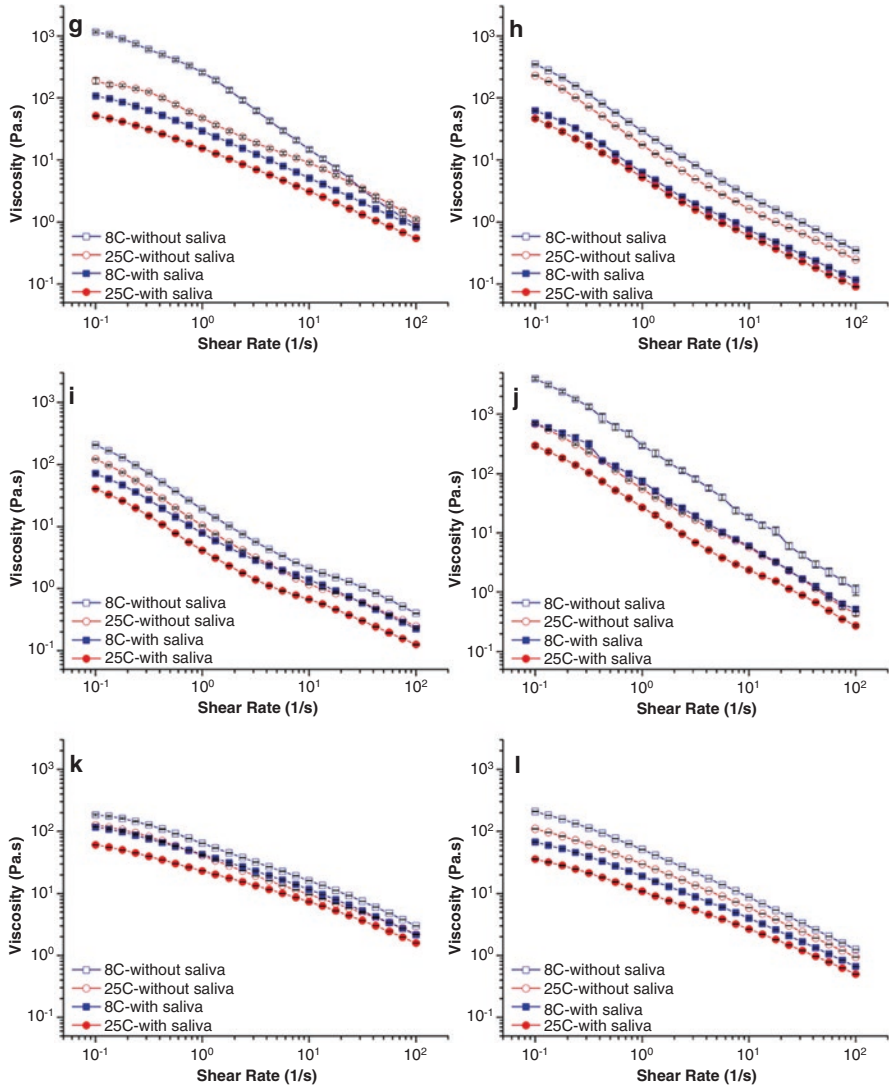 g
10³
10²
10¹
10⁰
10⁻¹
Viscosity (Pa.s)
8C-without saliva
25C-without saliva
8C-with saliva
25C-with saliva
10⁻¹ 10⁰ 10¹ 10²
Shear Rate (1/s)
h
10³
10²
10¹
10⁰
10⁻¹
Viscosity (Pa.s)
8C-without saliva
25C-without saliva
8C-with saliva
25C-with saliva
10⁻¹ 10⁰ 10¹ 10²
Shear Rate (1/s)
i
10³
10²
10¹
10⁰
10⁻¹
Viscosity (Pa.s)
8C-without saliva
25C-without saliva
8C-with saliva
25C-with saliva
10⁻¹ 10⁰ 10¹ 10²
Shear Rate (1/s)
j
10³
10²
10¹
10⁰
10⁻¹
Viscosity (Pa.s)
8C-without saliva
25C-without saliva
8C-with saliva
25C-with saliva
10⁻¹ 10⁰ 10¹ 10²
Shear Rate (1/s)
k
10³
10²
10¹
10⁰
10⁻¹
Viscosity (Pa.s)
8C-without saliva
25C-without saliva
8C-with saliva
25C-with saliva
10⁻¹ 10⁰ 10¹ 10²
Shear Rate (1/s)
l
10³
10²
10¹
10⁰
10⁻¹
Viscosity (Pa.s)
8C-without saliva
25C-without saliva
8C-with saliva
25C-with saliva
10⁻¹ 10⁰ 10¹ 10²
Shear Rate (1/s)